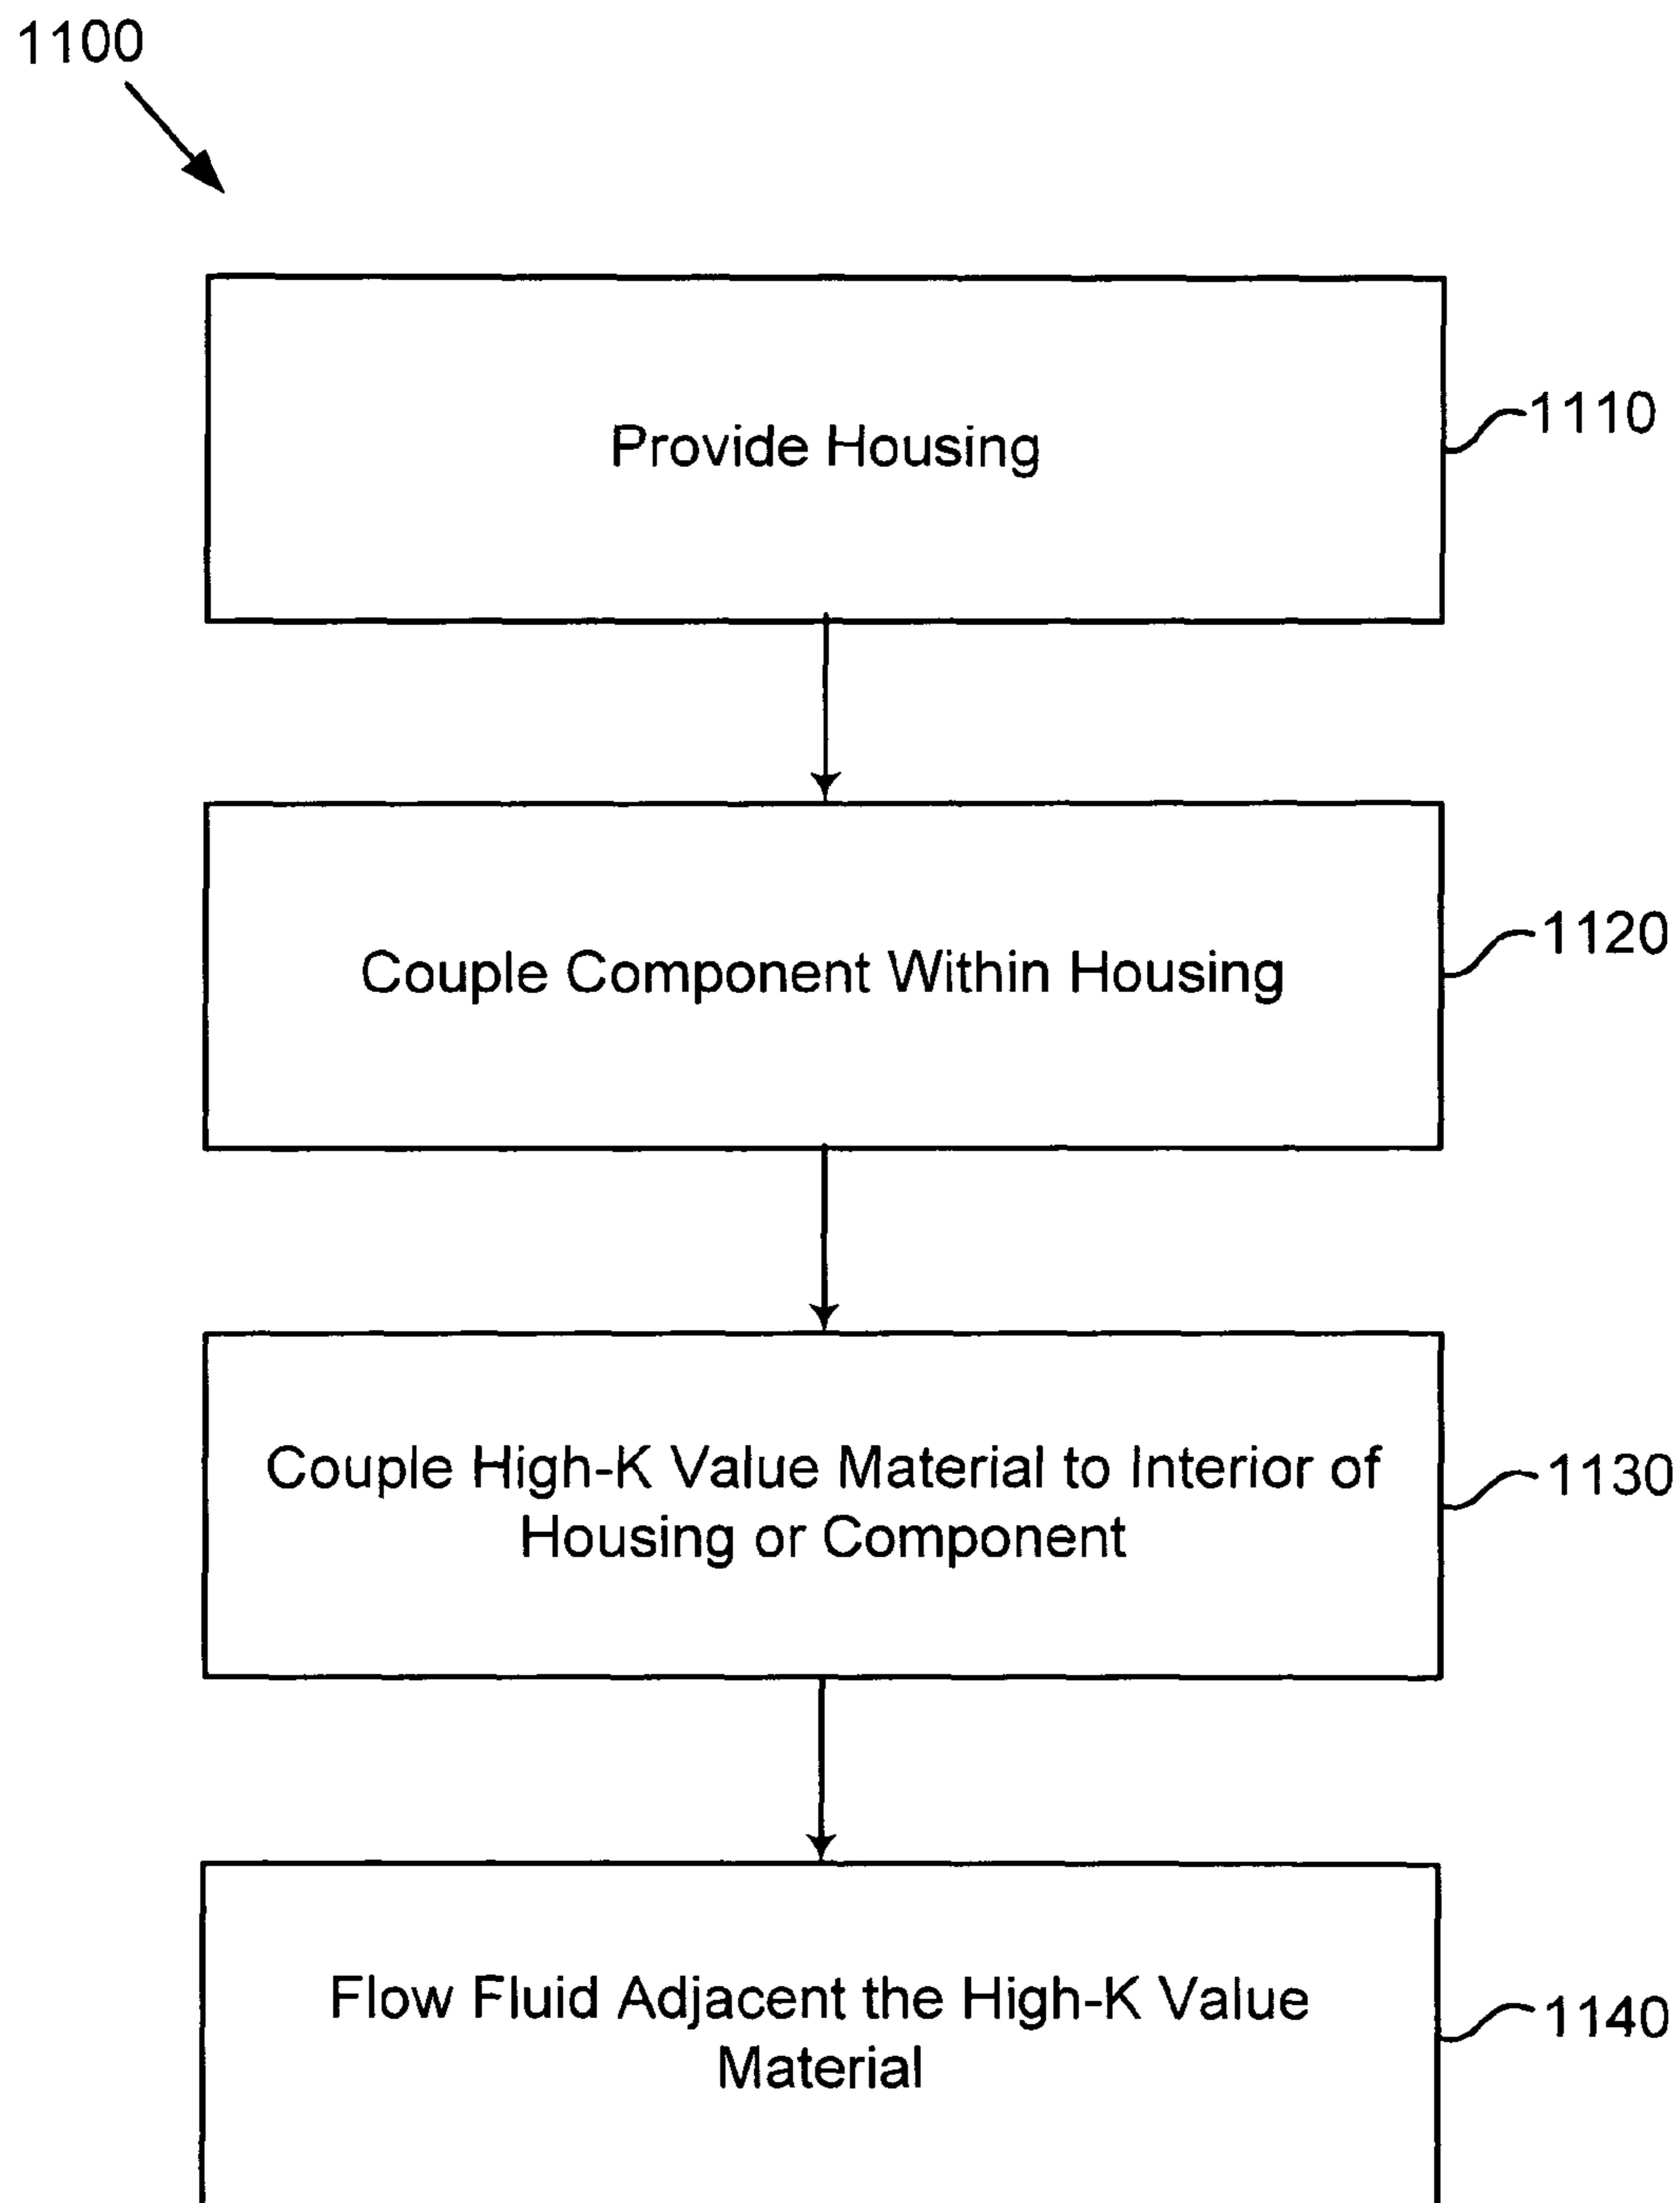 1100
Provide Housing
1110
Couple Component Within Housing
1120
Couple High-K Value Material to Interior of
Housing or Component
1130
Flow Fluid Adjacent the High-K Value
Material
1140